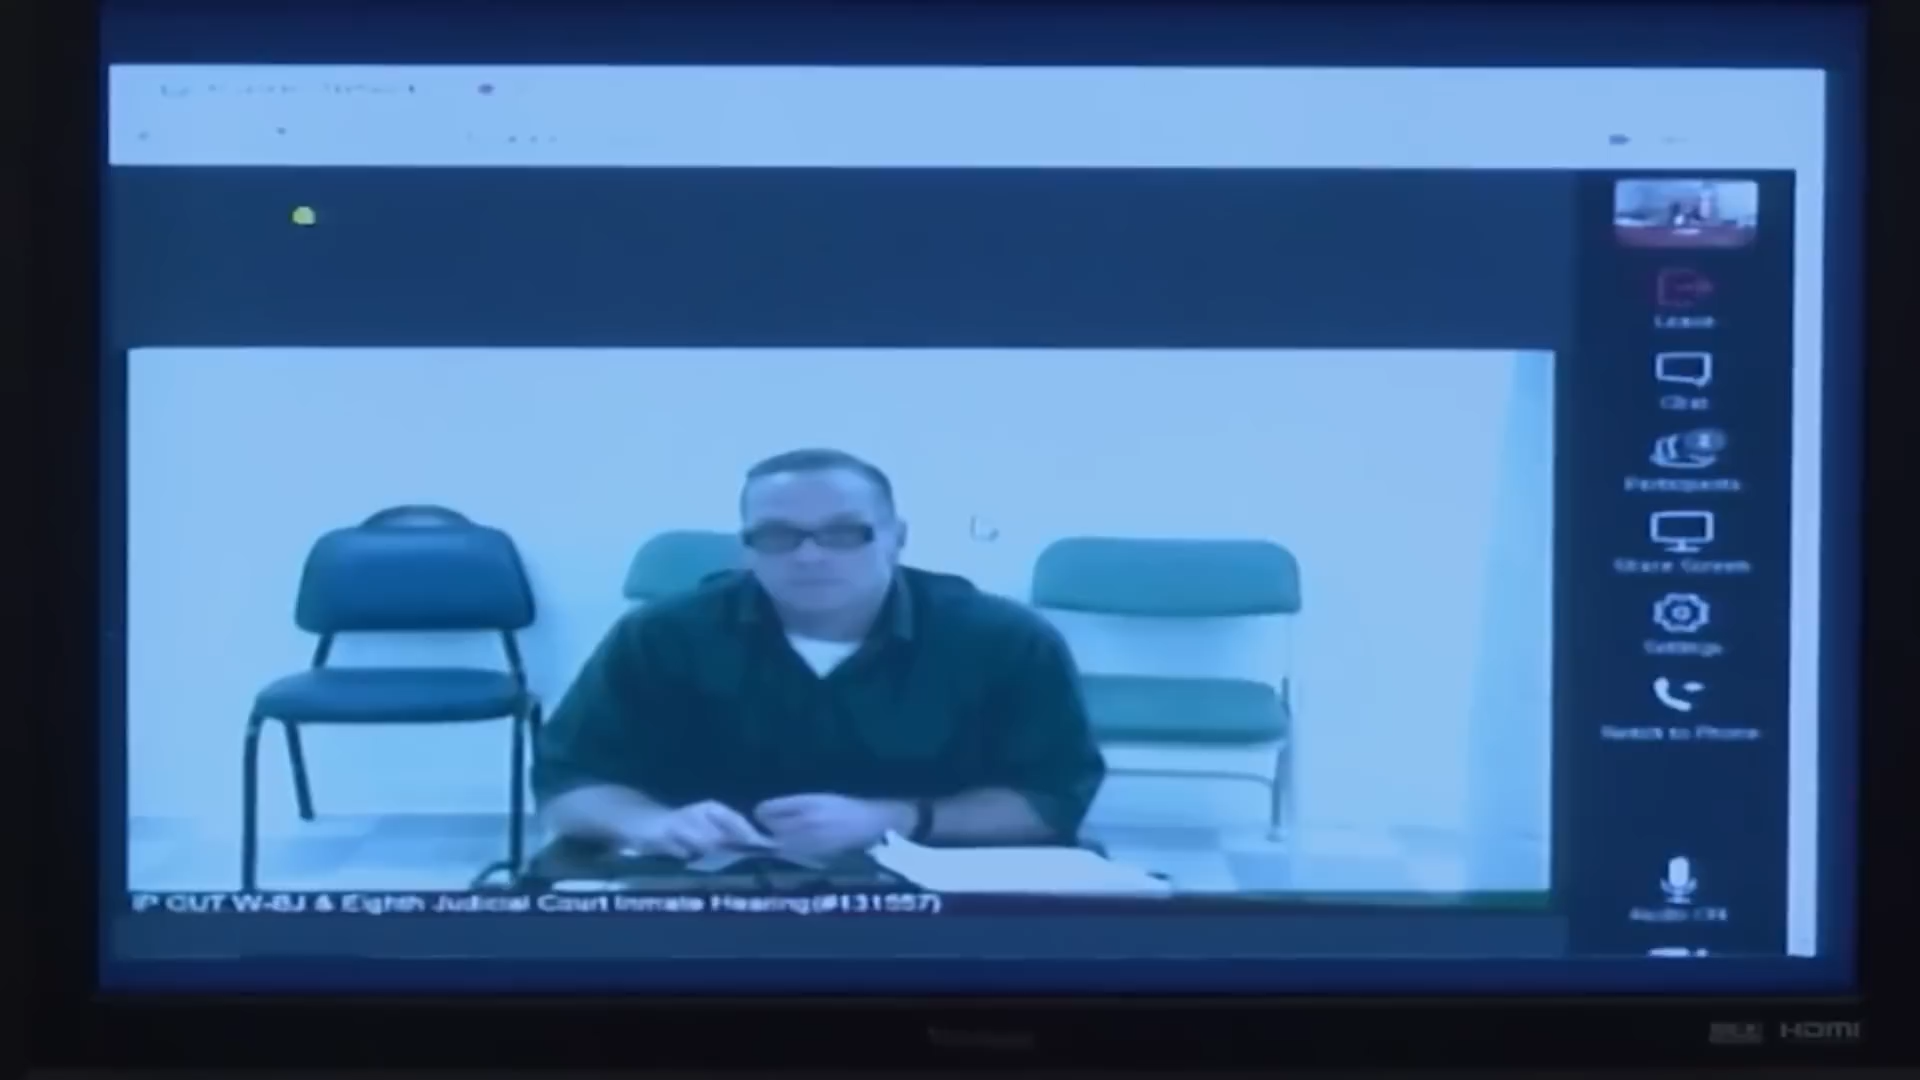 Leave
Chat
Participants
Share Screen
Settings
Switch to Phone
IP OUT W-BJ & Eighth Judicial Court Inmate Hearing(#131557)
Audio On
HDMI